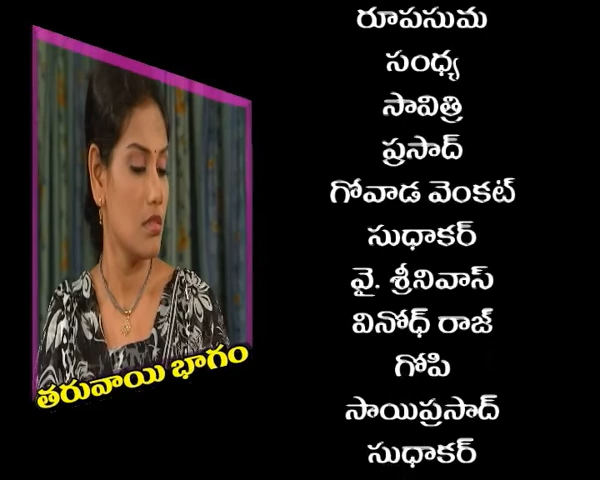 రూపసుమ
సంధ్య
సావిత్రి
ప్రసాద్
గోవాడ వెంకట్
సుధాకర్
వై. శ్రీనివాస్
వినోధ్ రాజ్
గోపి
సాయిప్రసాద్
సుధాకర్
తరువాయి భాగం